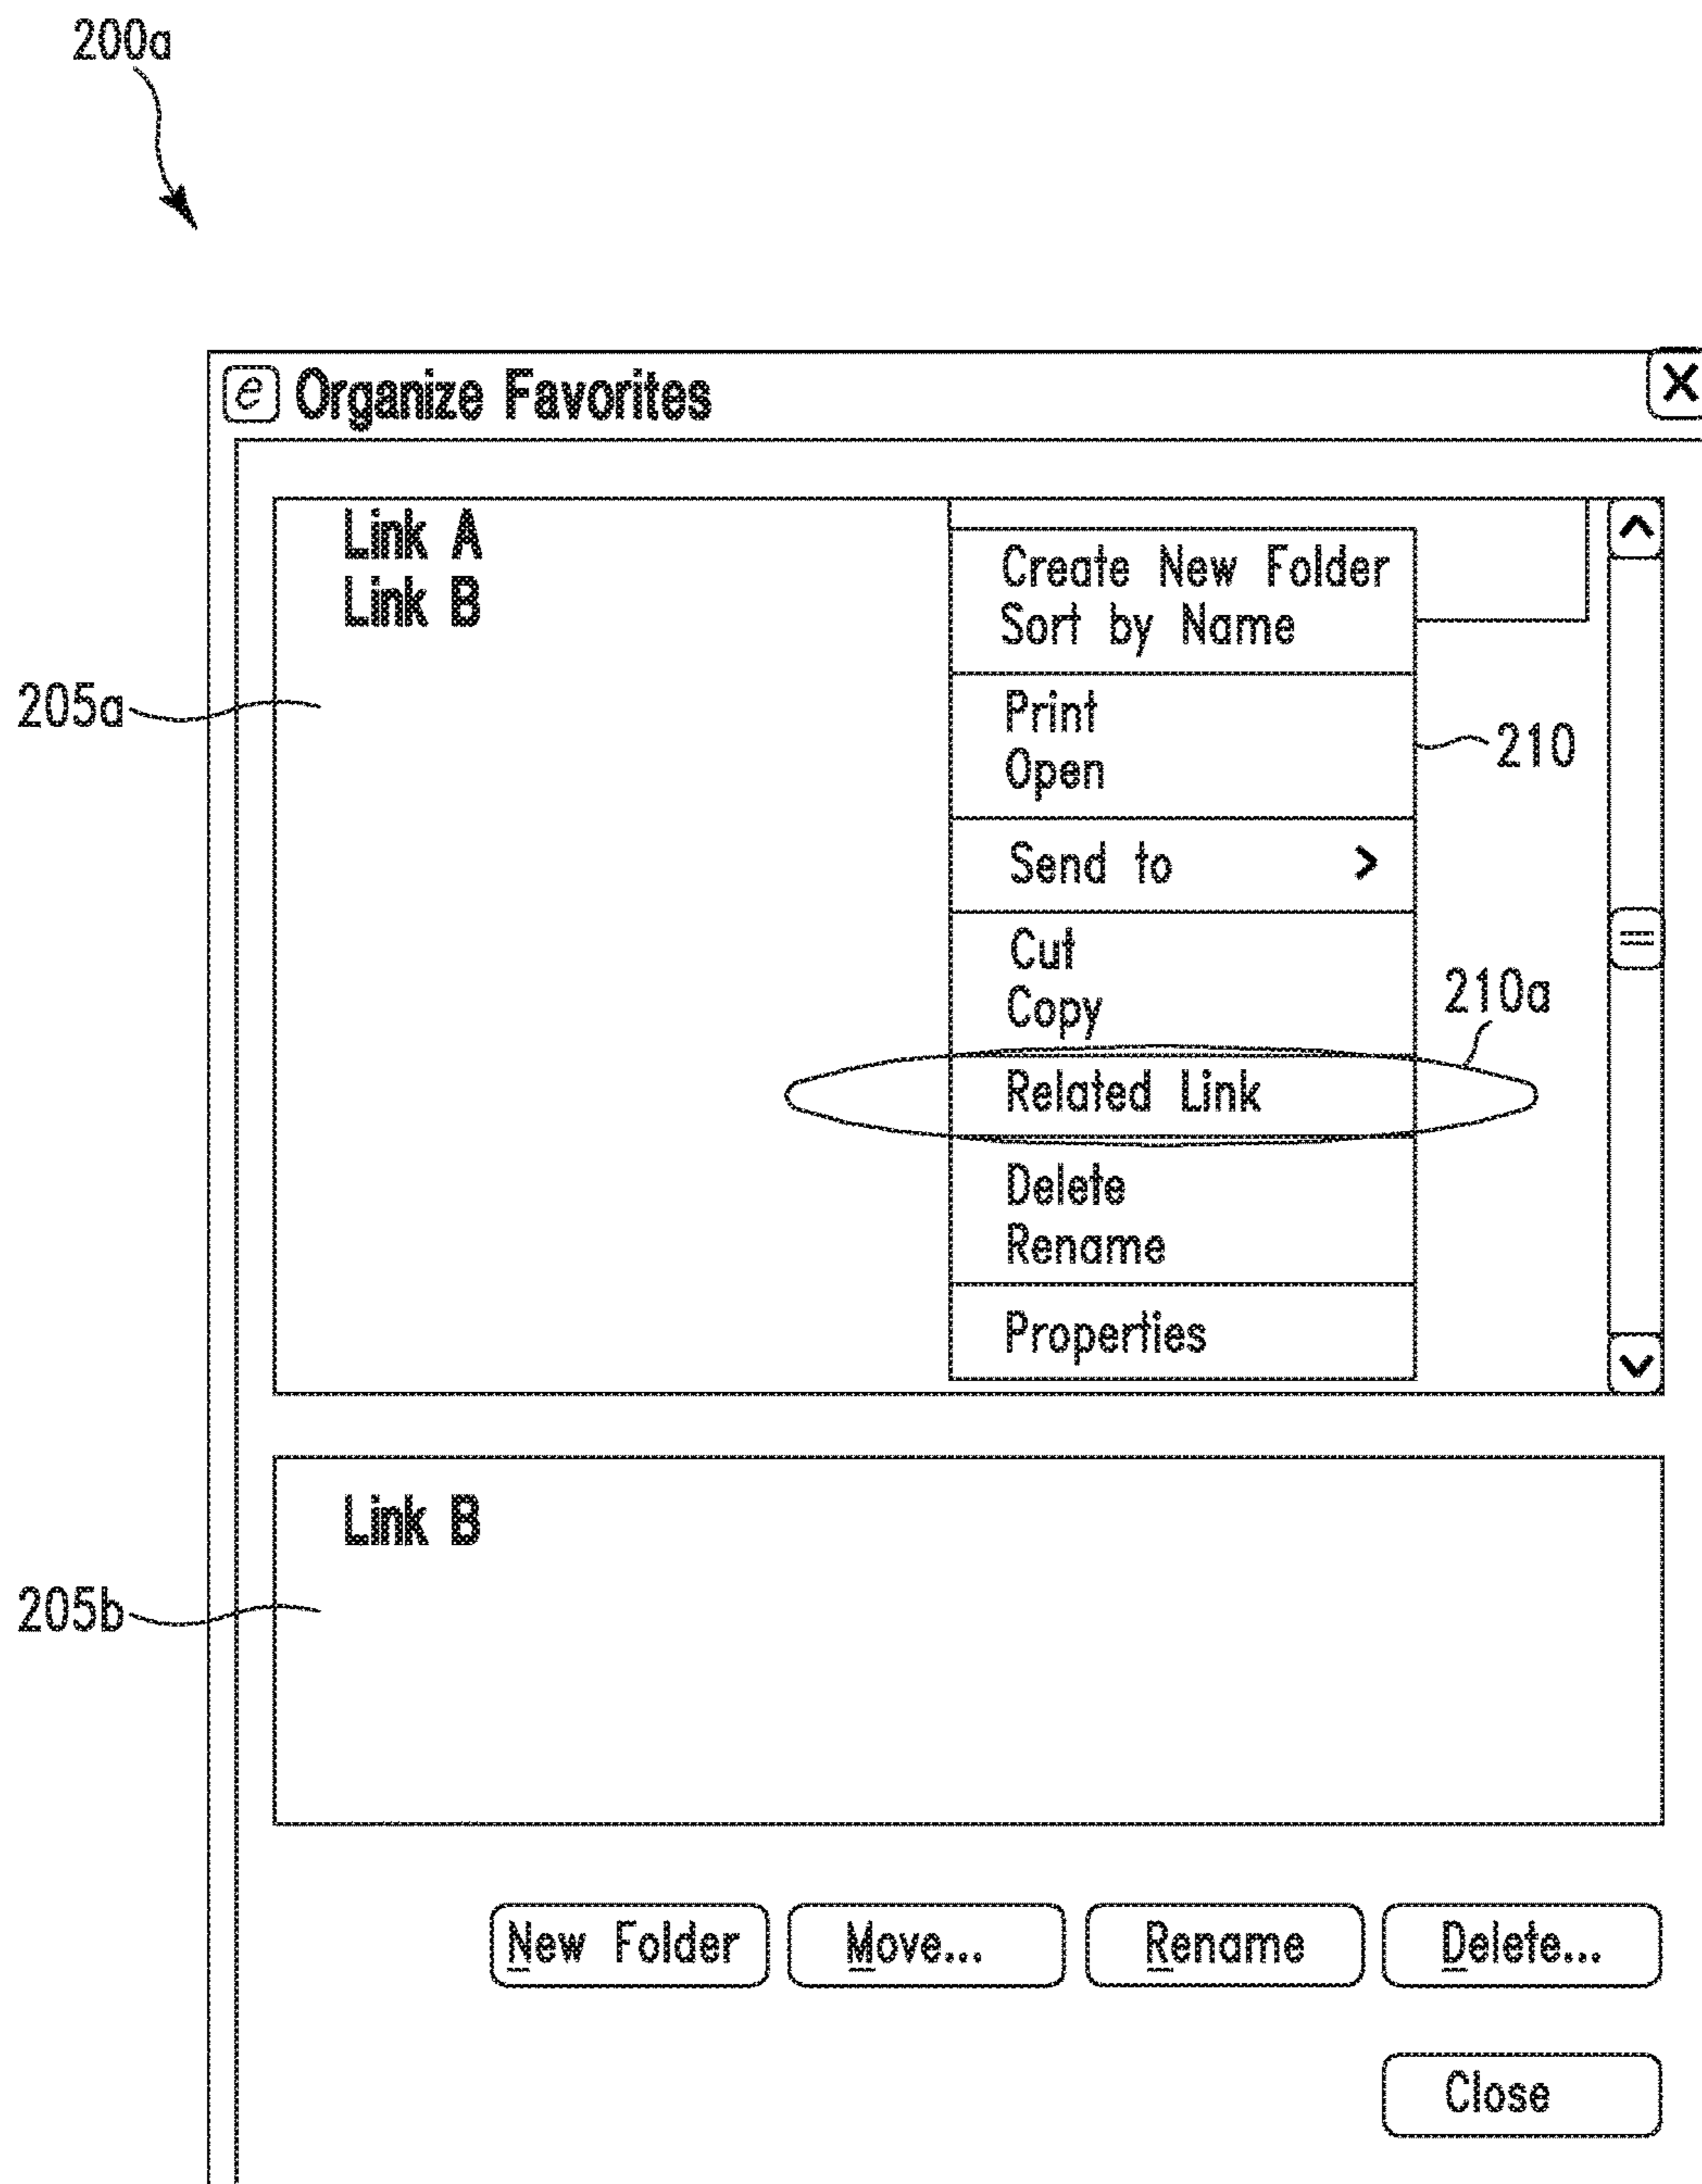 200a
e Organize Favorites X
Link A
Link B
205a
Create New Folder
Sort by Name
Print
Open
210
Send to >
Cut
Copy
210a
Related Link
Delete
Rename
Properties
Link B
205b
New Folder
Move...
Rename
Delete...
Close